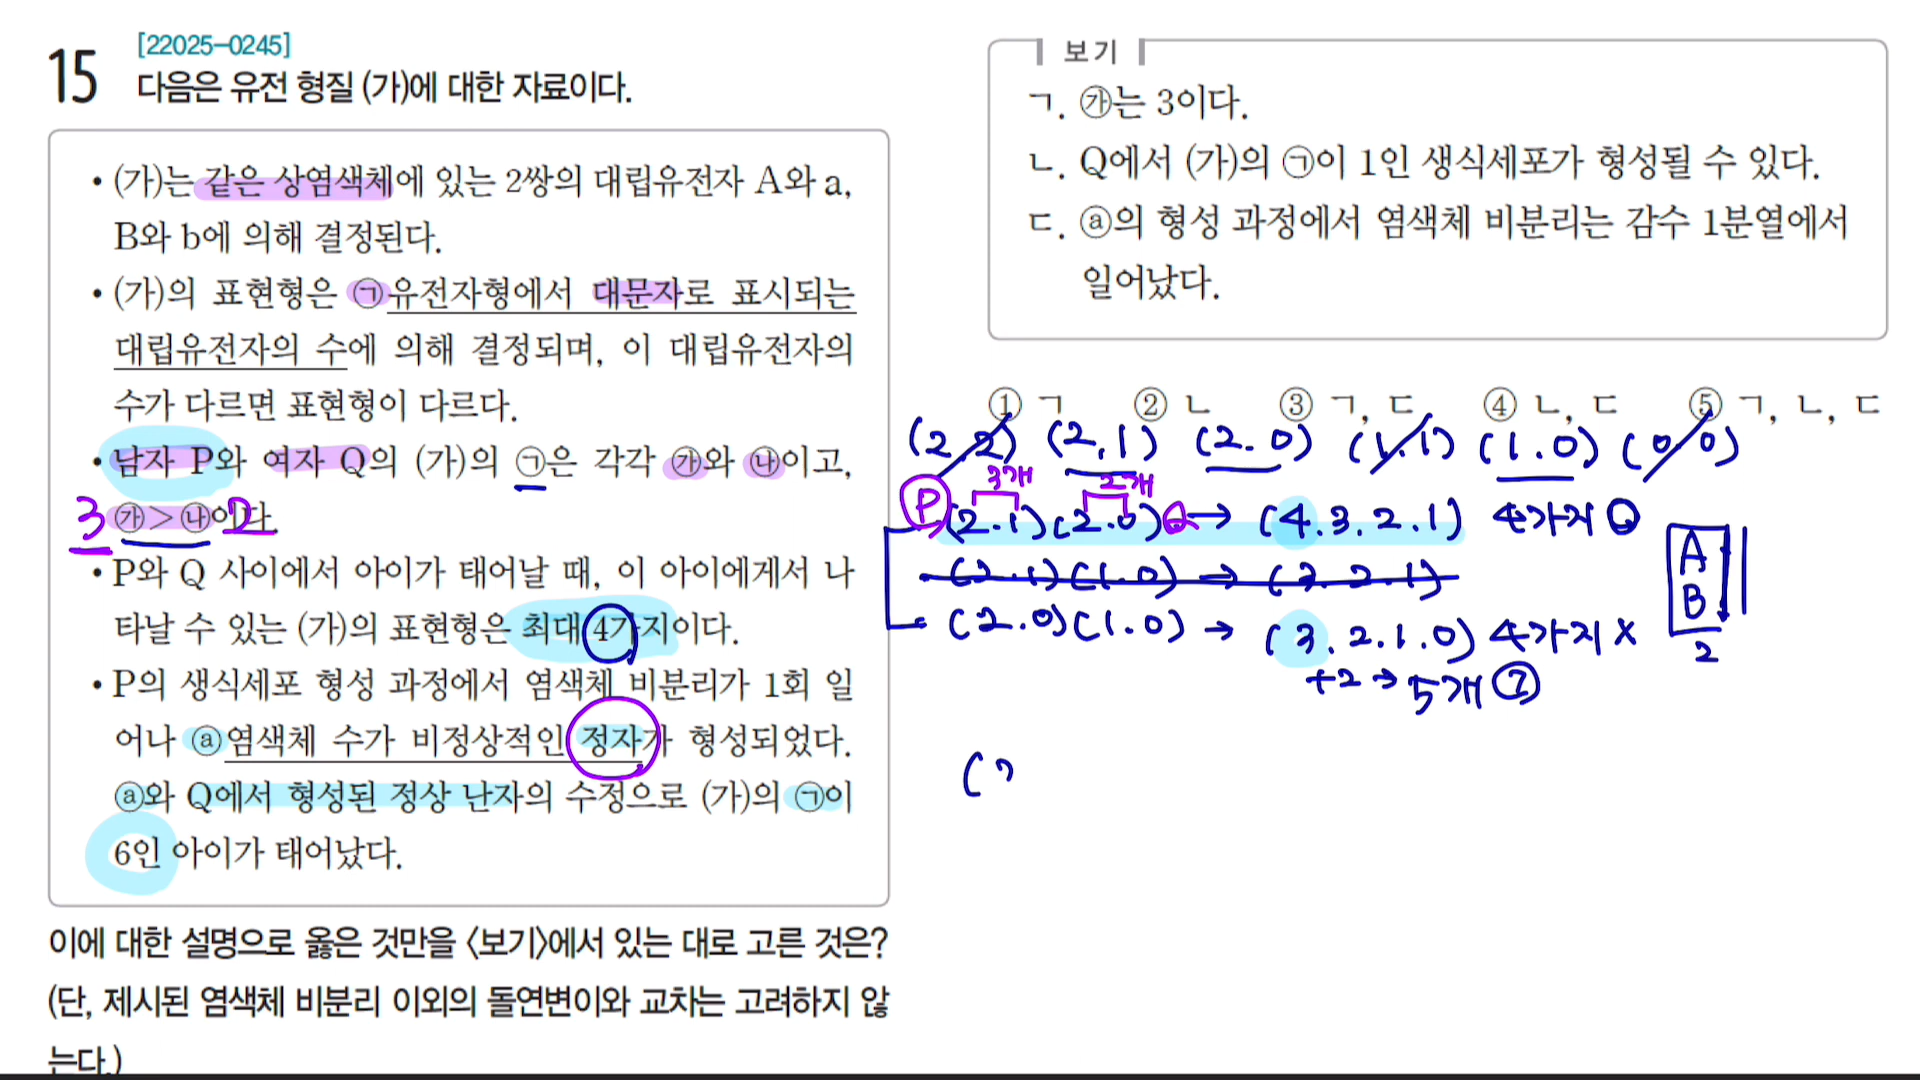 [22025-0245]
15 다음은 유전 형질 (가)에 대한 자료이다.
• (가)는 같은 상염색체에 있는 2쌍의 대립유전자 A와 a,
B와 b에 의해 결정된다.
• (가)의 표현형은 ㉠유전자형에서 대문자로 표시되는
대립유전자의 수에 의해 결정되며, 이 대립유전자의
수가 다르면 표현형이 다르다.
• 남자 P와 여자 Q의 (가)의 ㉠은 각각 ㉮와 ㉯이고,
3 ㉮>㉯이다. 2
• P와 Q 사이에서 아이가 태어날 때, 이 아이에게서 나
타날 수 있는 (가)의 표현형은 최대 4가지이다.
• P의 생식세포 형성 과정에서 염색체 비분리가 1회 일
어나 ⓐ염색체 수가 비정상적인 정자가 형성되었다.
ⓐ와 Q에서 형성된 정상 난자의 수정으로 (가)의 ㉠이
6인 아이가 태어났다.
이에 대한 설명으로 옳은 것만을 <보기>에서 있는 대로 고른 것은?
(단, 제시된 염색체 비분리 이외의 돌연변이와 교차는 고려하지 않
는다.)
보기
ㄱ. ㉮는 3이다.
ㄴ. Q에서 (가)의 ㉠이 1인 생식세포가 형성될 수 있다.
ㄷ. ⓐ의 형성 과정에서 염색체 비분리는 감수 1분열에서
일어났다.
① ㄱ ② ㄴ ③ ㄱ, ㄷ ④ ㄴ, ㄷ ⑤ ㄱ, ㄴ, ㄷ
(2.2) (2.1) (2.0) (1.1) (1.0) (0.0)
3개 2개
P (2.1)(2.0) Q → (4.3.2.1) 4가지
(2.1)(1.0) → (3.2.1)
(2.0)(1.0) → (3.2.1.0) 4가지 X
+2 → 5개
A
B
2